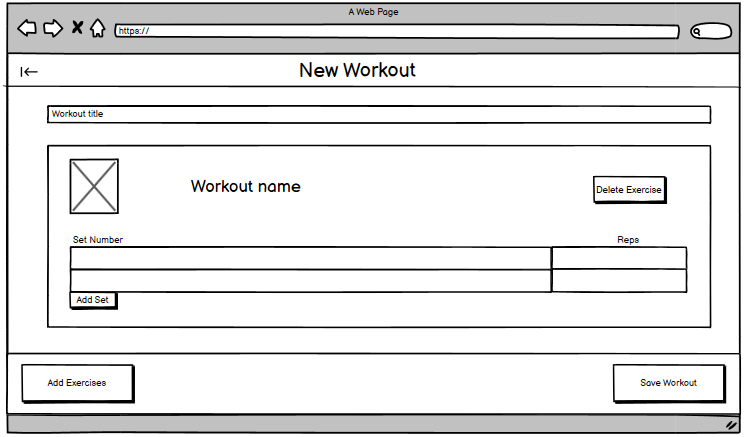 A Web Page
https://
New Workout
Workout title
Workout name
Delete Exercise
Set Number
Reps
Add Set
Add Exercises
Save Workout